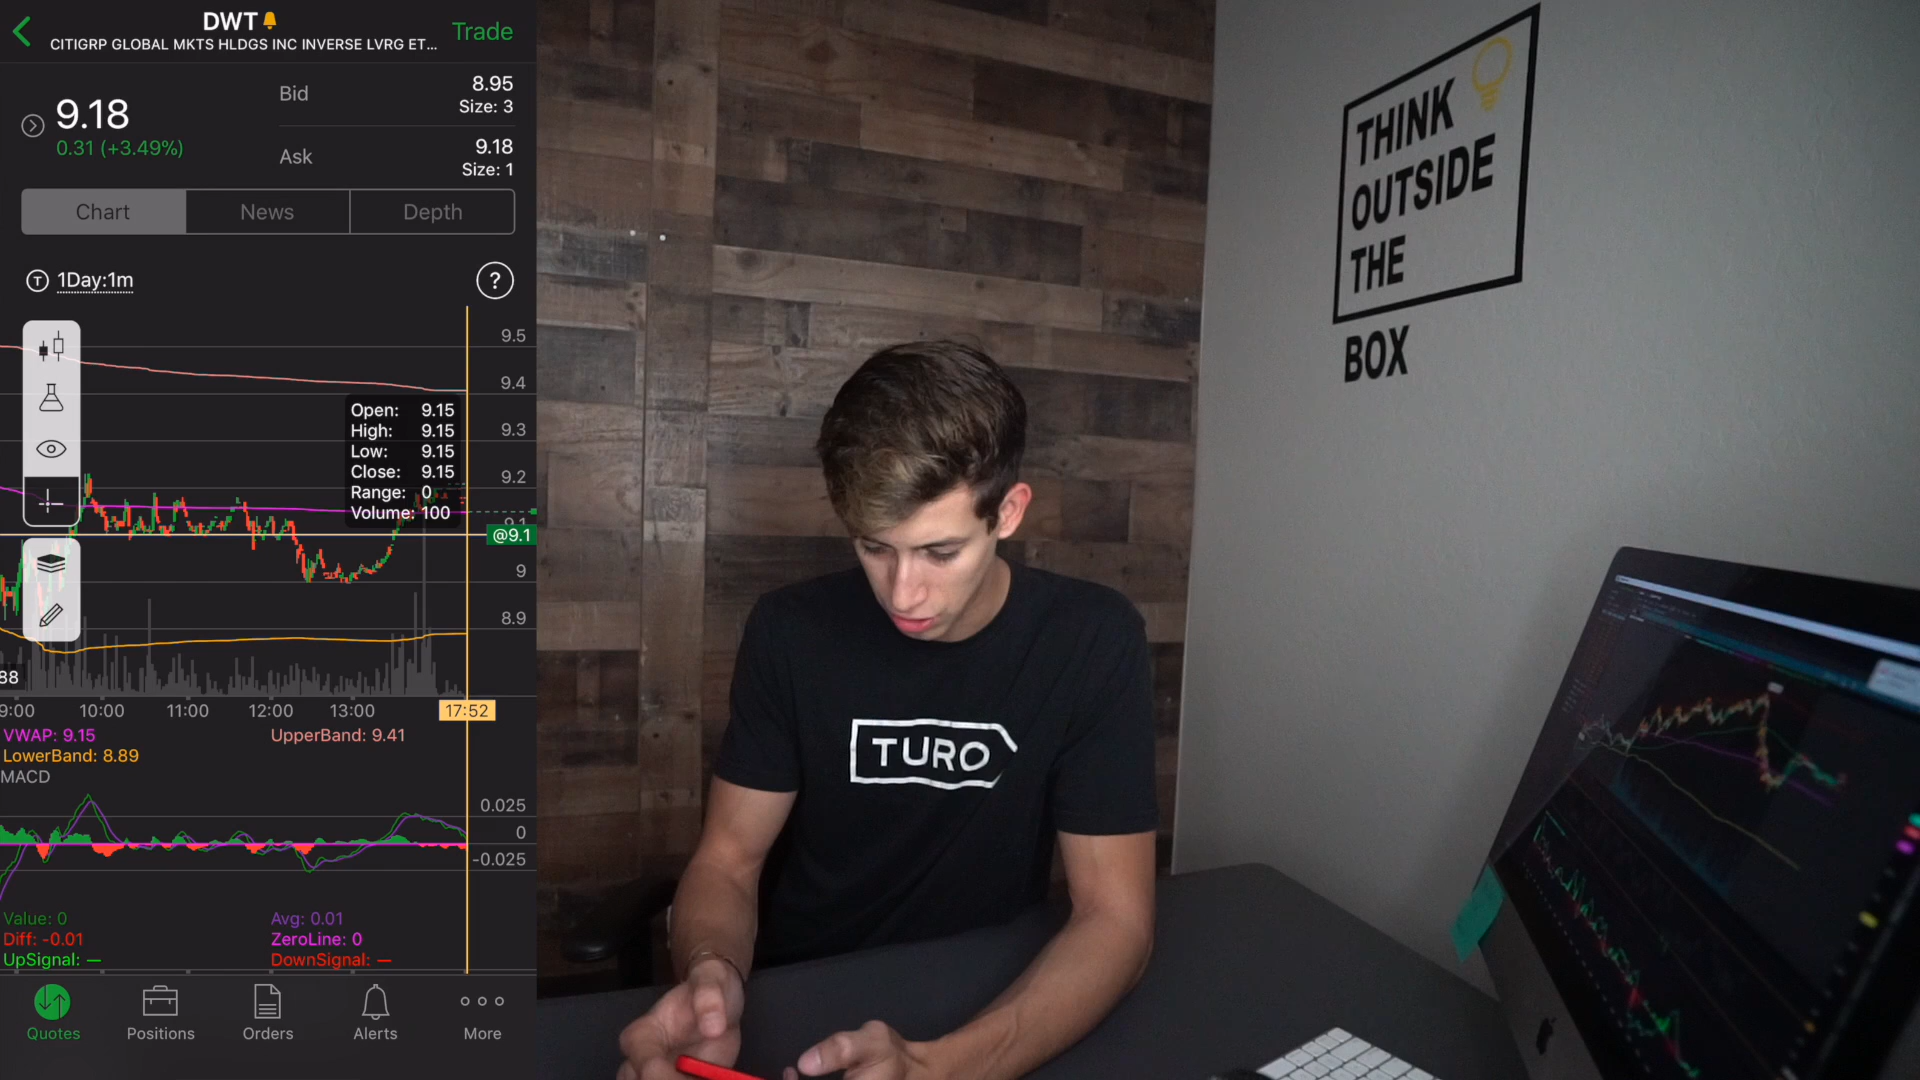 DWT
CITIGRP GLOBAL MKTS HLDGS INC INVERSE LVRG ET...
Trade
9.18
0.31 (+3.49%)
Bid
8.95
Size: 3
Ask
9.18
Size: 1
Chart
News
Depth
T
1Day:1m
?
9.5
9.4
9.3
9.2
9.1
9
8.9
Open: 9.15
High: 9.15
Low: 9.15
Close: 9.15
Range: 0
Volume: 100
@9.1
88
9:00
10:00
11:00
12:00
13:00
17:52
VWAP: 9.15
UpperBand: 9.41
LowerBand: 8.89
MACD
0.025
0
-0.025
Value: 0
Avg: 0.01
Diff: -0.01
ZeroLine: 0
UpSignal: —
DownSignal: —
Quotes
Positions
Orders
Alerts
More
THINK
OUTSIDE
THE
BOX
TURO